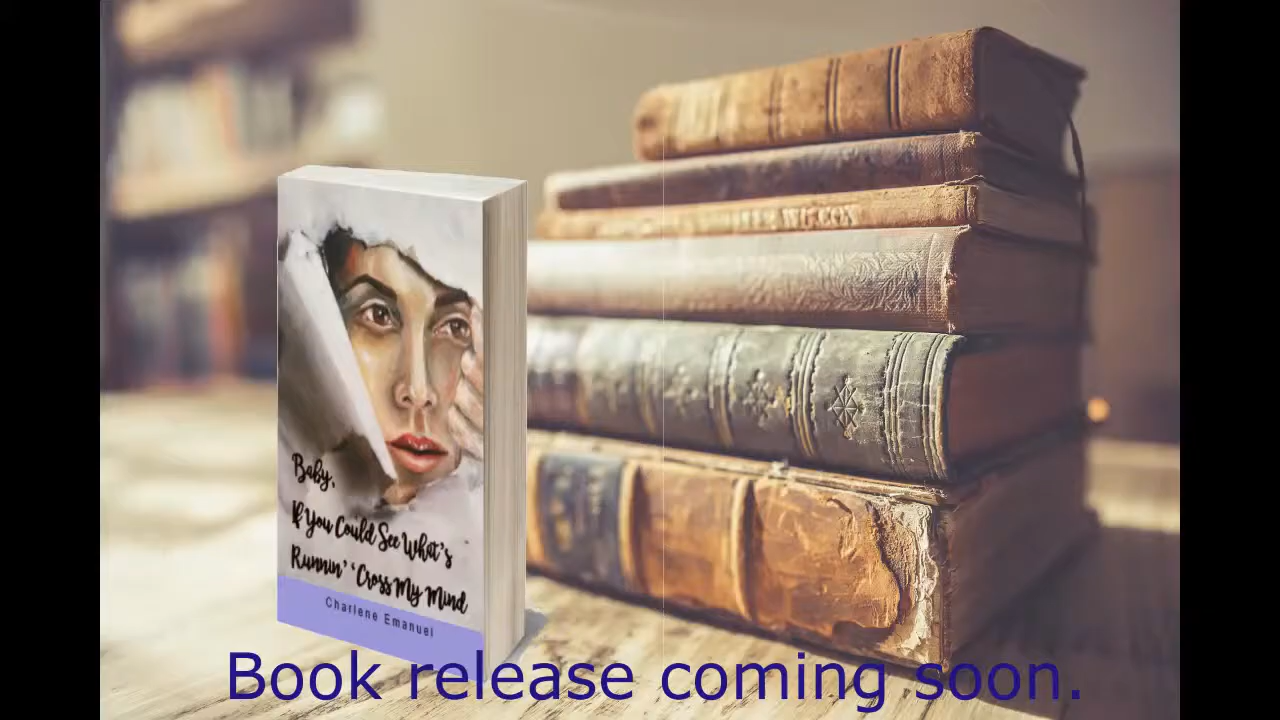 Baby,
If You Could See What's
Runnin' 'Cross My Mind
Charlene Emanuel
Book release coming soon.